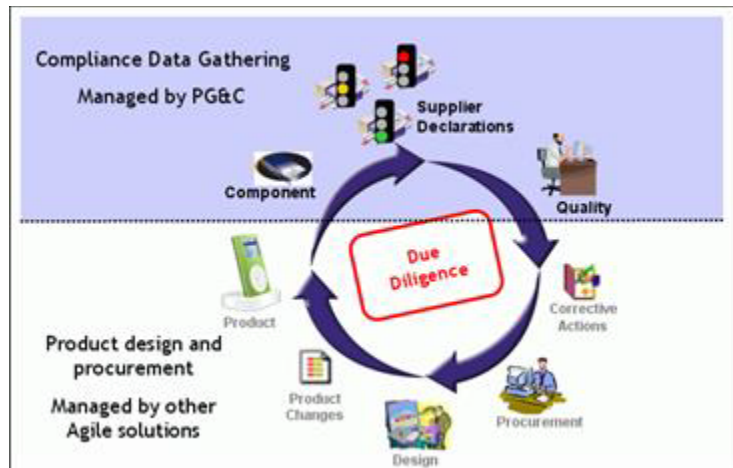 Compliance Data Gathering
Managed by PG&C
Supplier
Declarations
Component
Quality
Due
Diligence
Product
Corrective
Actions
Product design and
procurement
Product
Changes
Managed by other
Agile solutions
Procurement
Design